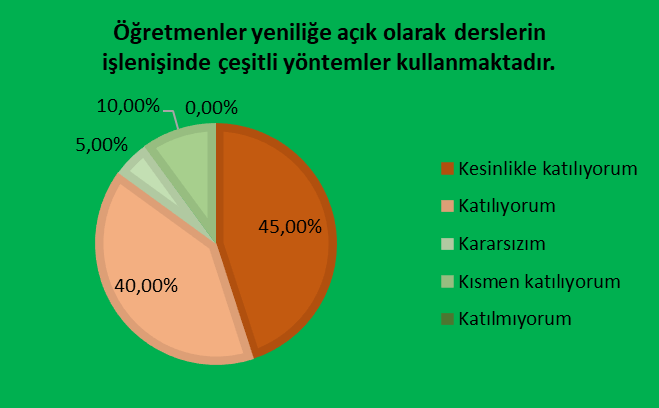 Öğretmenler yeniliğe açık olarak derslerin
işlenişinde çeşitli yöntemler kullanmaktadır.
10,00%
0,00%
5,00%
45,00%
40,00%
Kesinlikle katılıyorum
Katılıyorum
Kararsızım
Kısmen katılıyorum
Katılmıyorum